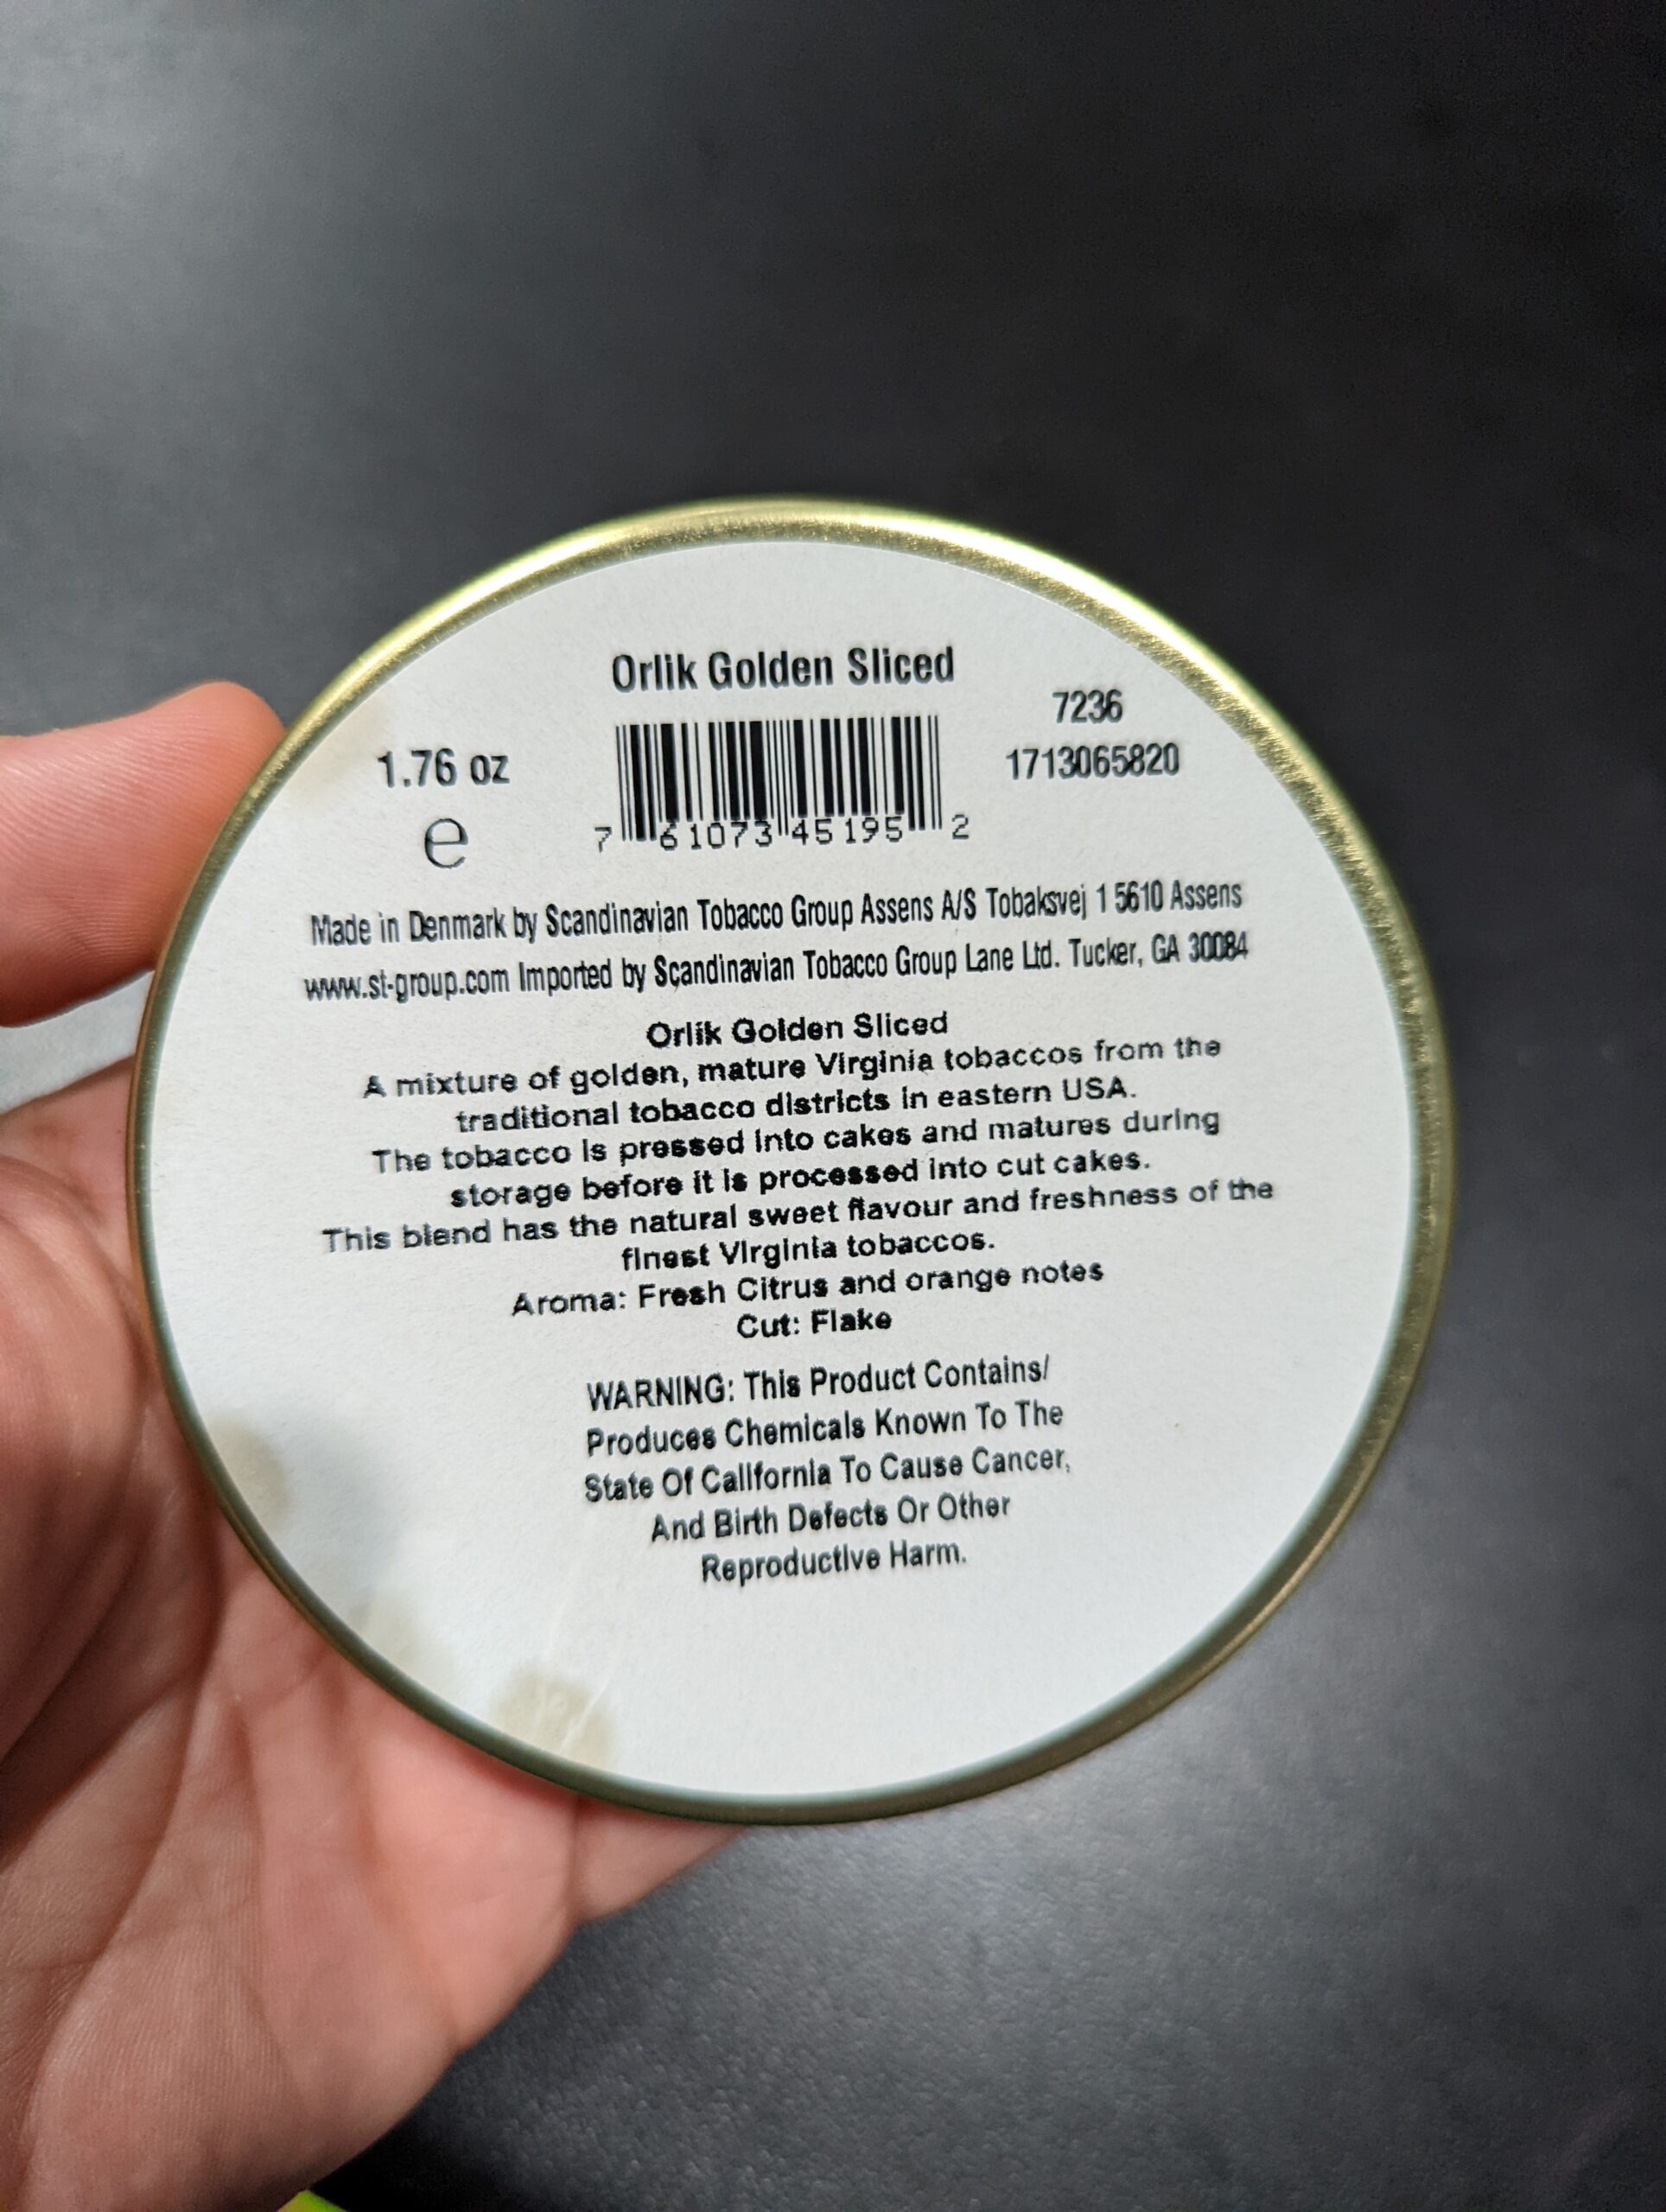 Orlik Golden Sliced
7236
1.76 oz
1713065820
e
7 61073 45195 2
Made in Denmark by Scandinavian Tobacco Group Assens A/S Tobaksvej 1 5610 Assens
www.st-group.com Imported by Scandinavian Tobacco Group Lane Ltd. Tucker, GA 30084
Orlik Golden Sliced
A mixture of golden, mature Virginia tobaccos from the
traditional tobacco districts in eastern USA.
The tobacco is pressed into cakes and matures during
storage before it is processed into cut cakes.
This blend has the natural sweet flavour and freshness of the
finest Virginia tobaccos.
Aroma: Fresh Citrus and orange notes
Cut: Flake
WARNING: This Product Contains/
Produces Chemicals Known To The
State Of California To Cause Cancer,
And Birth Defects Or Other
Reproductive Harm.